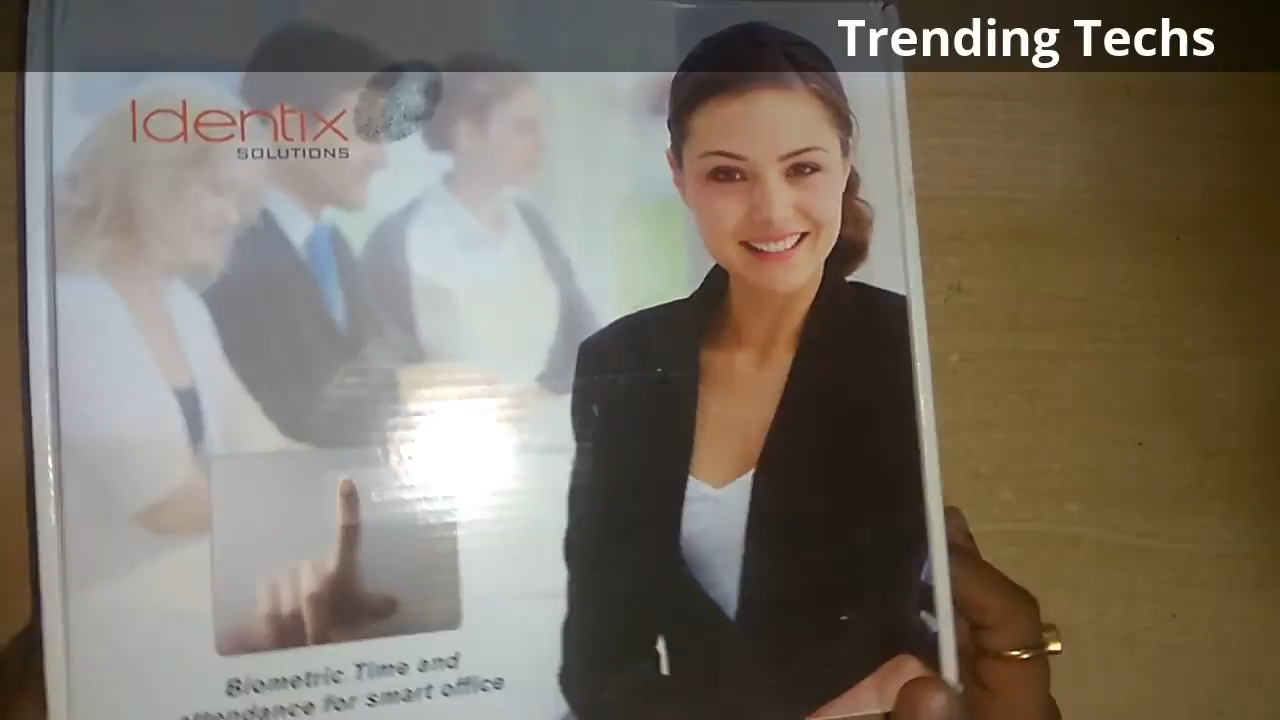 Trending Techs
Identix
SOLUTIONS
Biometric Time and
attendance for smart office